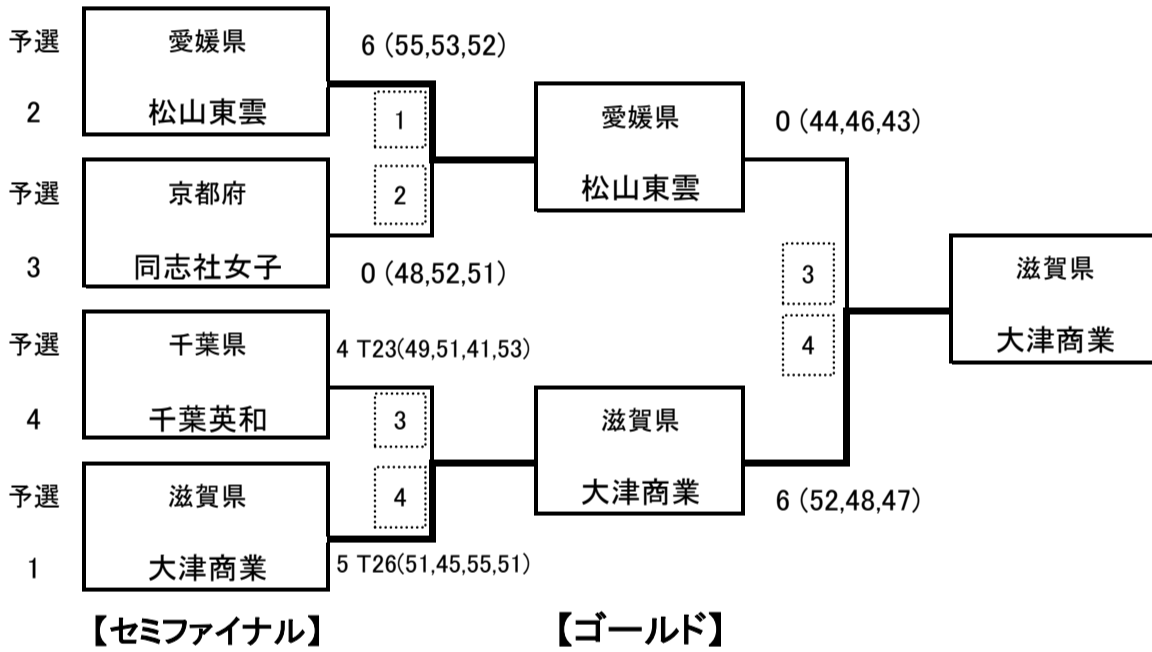 予選
愛媛県
6 (55,53,52)
2
松山東雲
1
愛媛県
0 (44,46,43)
予選
京都府
2
松山東雲
3
同志社女子
0 (48,52,51)
3
滋賀県
予選
千葉県
4 T23(49,51,41,53)
4
大津商業
4
千葉英和
3
滋賀県
予選
滋賀県
4
大津商業
6 (52,48,47)
1
大津商業
5 T26(51,45,55,51)
【セミファイナル】
【ゴールド】